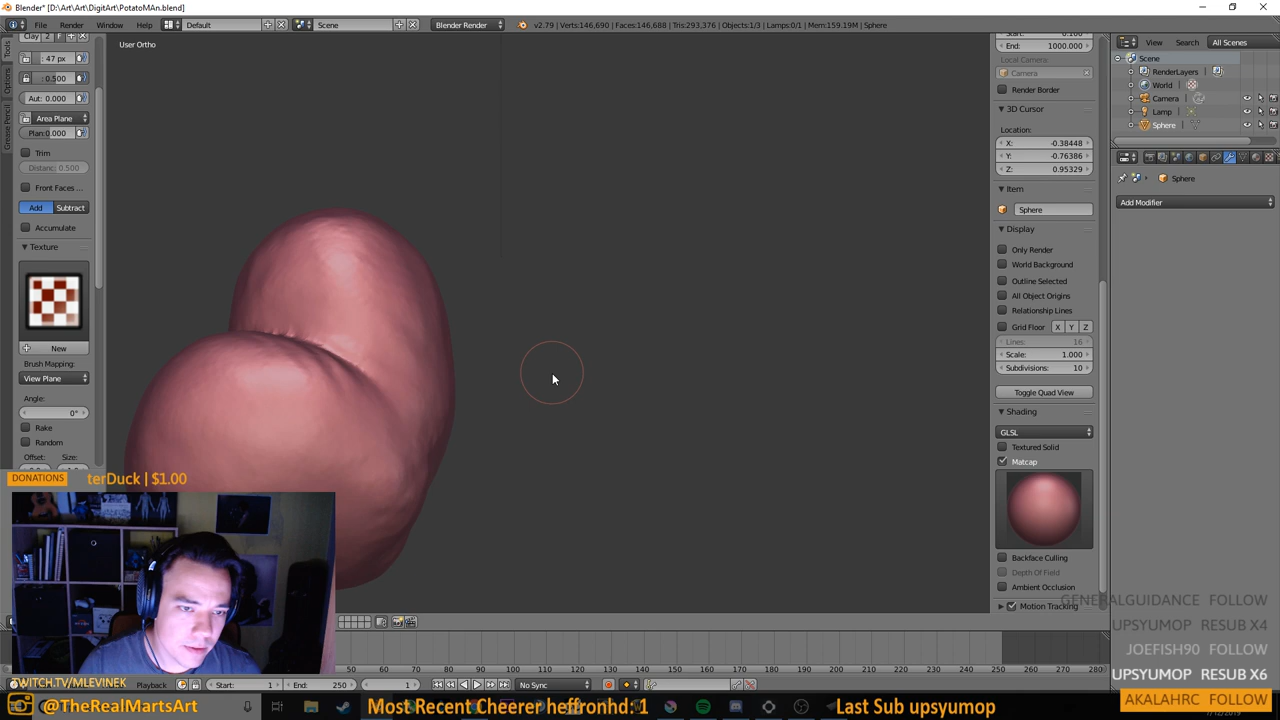 Blender* [D:\Art\Art\DigitArt\PotatoMAn.blend]
File
Render
Window
Help
Default
Scene
Blender Render
v2.79 | Verts:146,690 | Faces:146,688 | Tris:293,376 | Objects:1/3 | Lamps:0/1 | Mem:159.19M | Sphere
Tools
Options
Grease Pencil
Clay
2
F
: 47 px
: 0.500
Aut: 0.000
Area Plane
Plan:0.000
Trim
Distanc: 0.500
Front Faces ...
Add
Subtract
Accumulate
Texture
New
Brush Mapping:
View Plane
Angle:
0°
Rake
Random
Offset:
Size:
User Ortho
End: 1000.000
Local Camera:
Camera
Render Border
3D Cursor
Location:
X: -0.38448
Y: -0.76386
Z: 0.95329
Item
Sphere
Display
Only Render
World Background
Outline Selected
All Object Origins
Relationship Lines
Grid Floor
X
Y
Z
Lines: 16
Scale: 1.000
Subdivisions: 10
Toggle Quad View
Shading
GLSL
Textured Solid
Matcap
Backface Culling
Depth Of Field
Ambient Occlusion
Motion Tracking
View
Search
All Scenes
Scene
RenderLayers
World
Camera
Lamp
Sphere
Sphere
Add Modifier
DONATIONS
terDuck | $1.00
GENERALGUIDANCE FOLLOW
UPSYUMOP RESUB X4
JOEFISH90 FOLLOW
UPSYUMOP RESUB X6
AKALAHRC FOLLOW
50 60 70 80 90 100 110 120 130 140 150 160 170 180 190 200 210 220 230 240 250 260 270 280
TWITCH.TV/MLEVINEK
Playback
Start: 1
End: 250
1
No Sync
@TheRealMartsArt
Most Recent Cheerer heffronhd: 1
Last Sub upsyumop